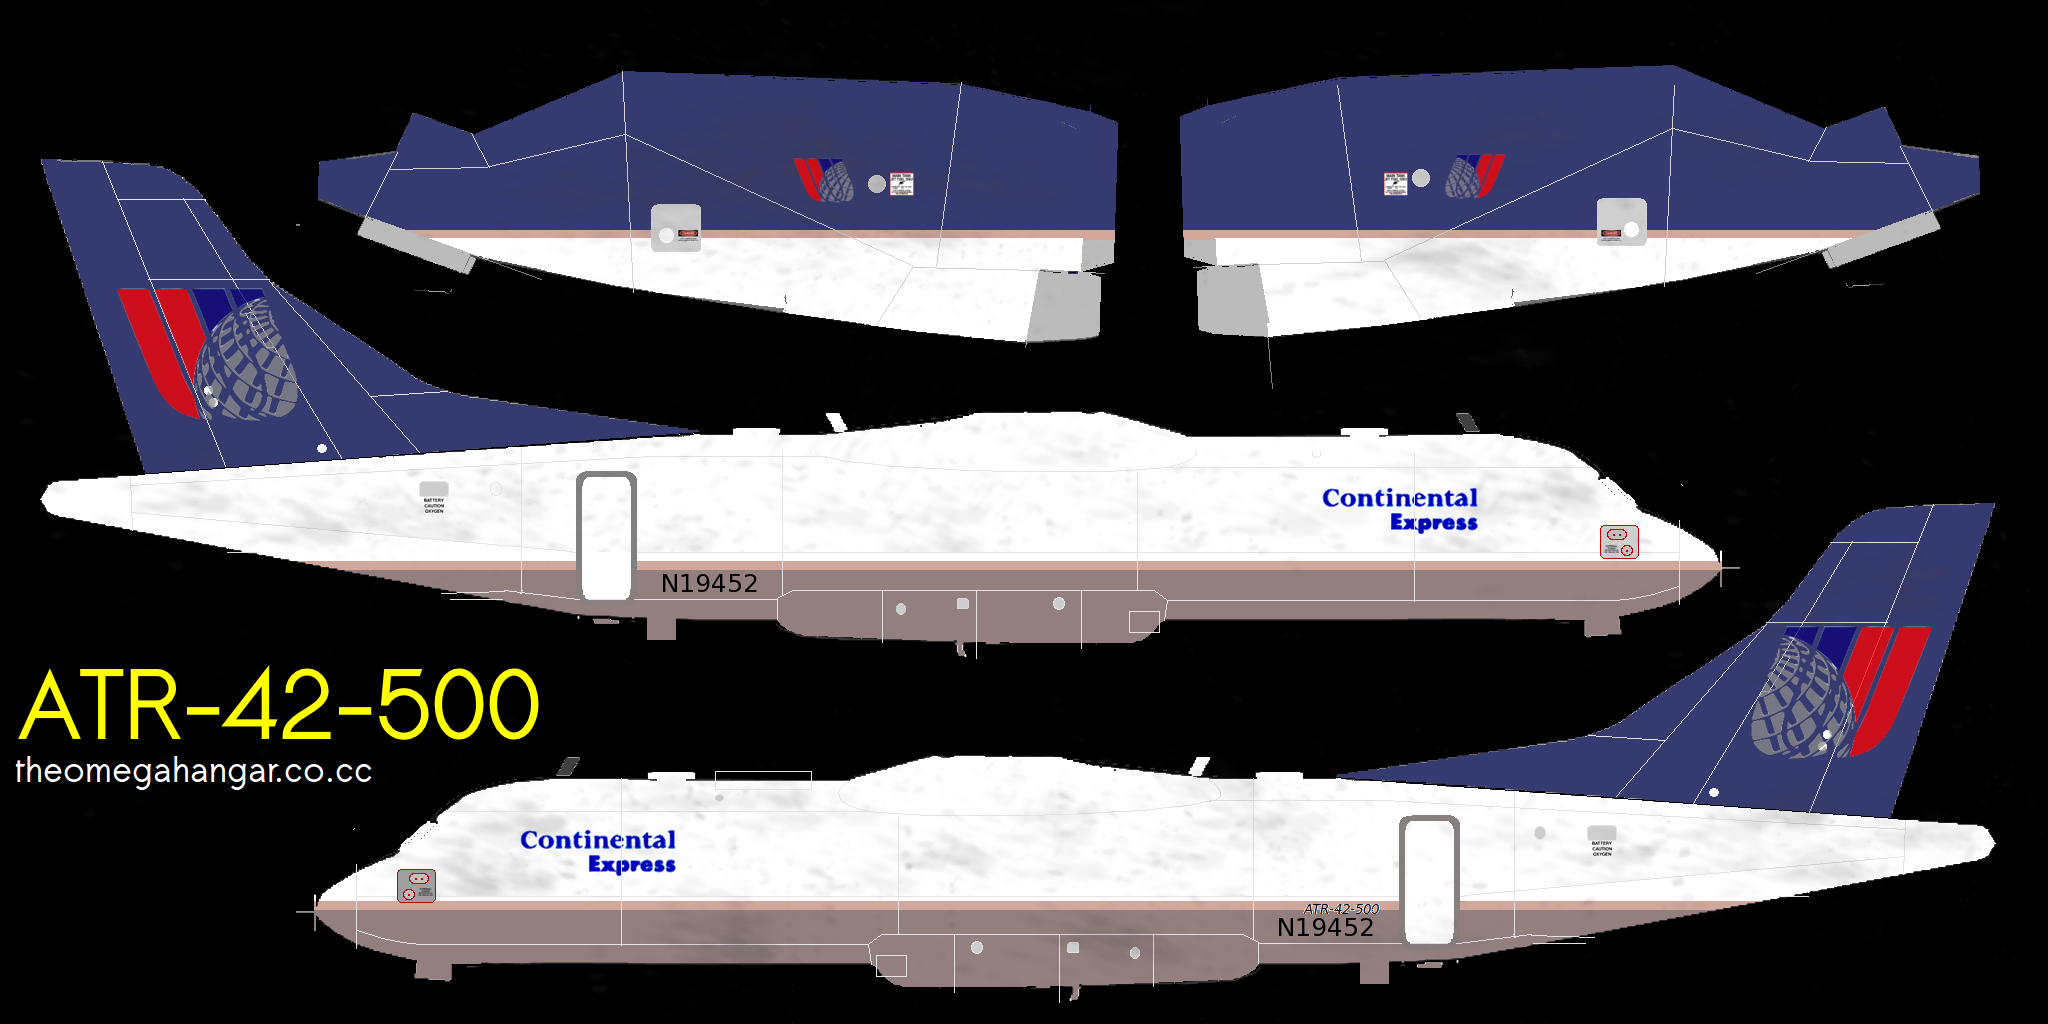 Continental
Express
BATTERY
CAUTION
OXYGEN
N19452
ATR-42-500
theomegahangar.co.cc
Continental
Express
BATTERY
CAUTION
OXYGEN
ATR-42-500
N19452